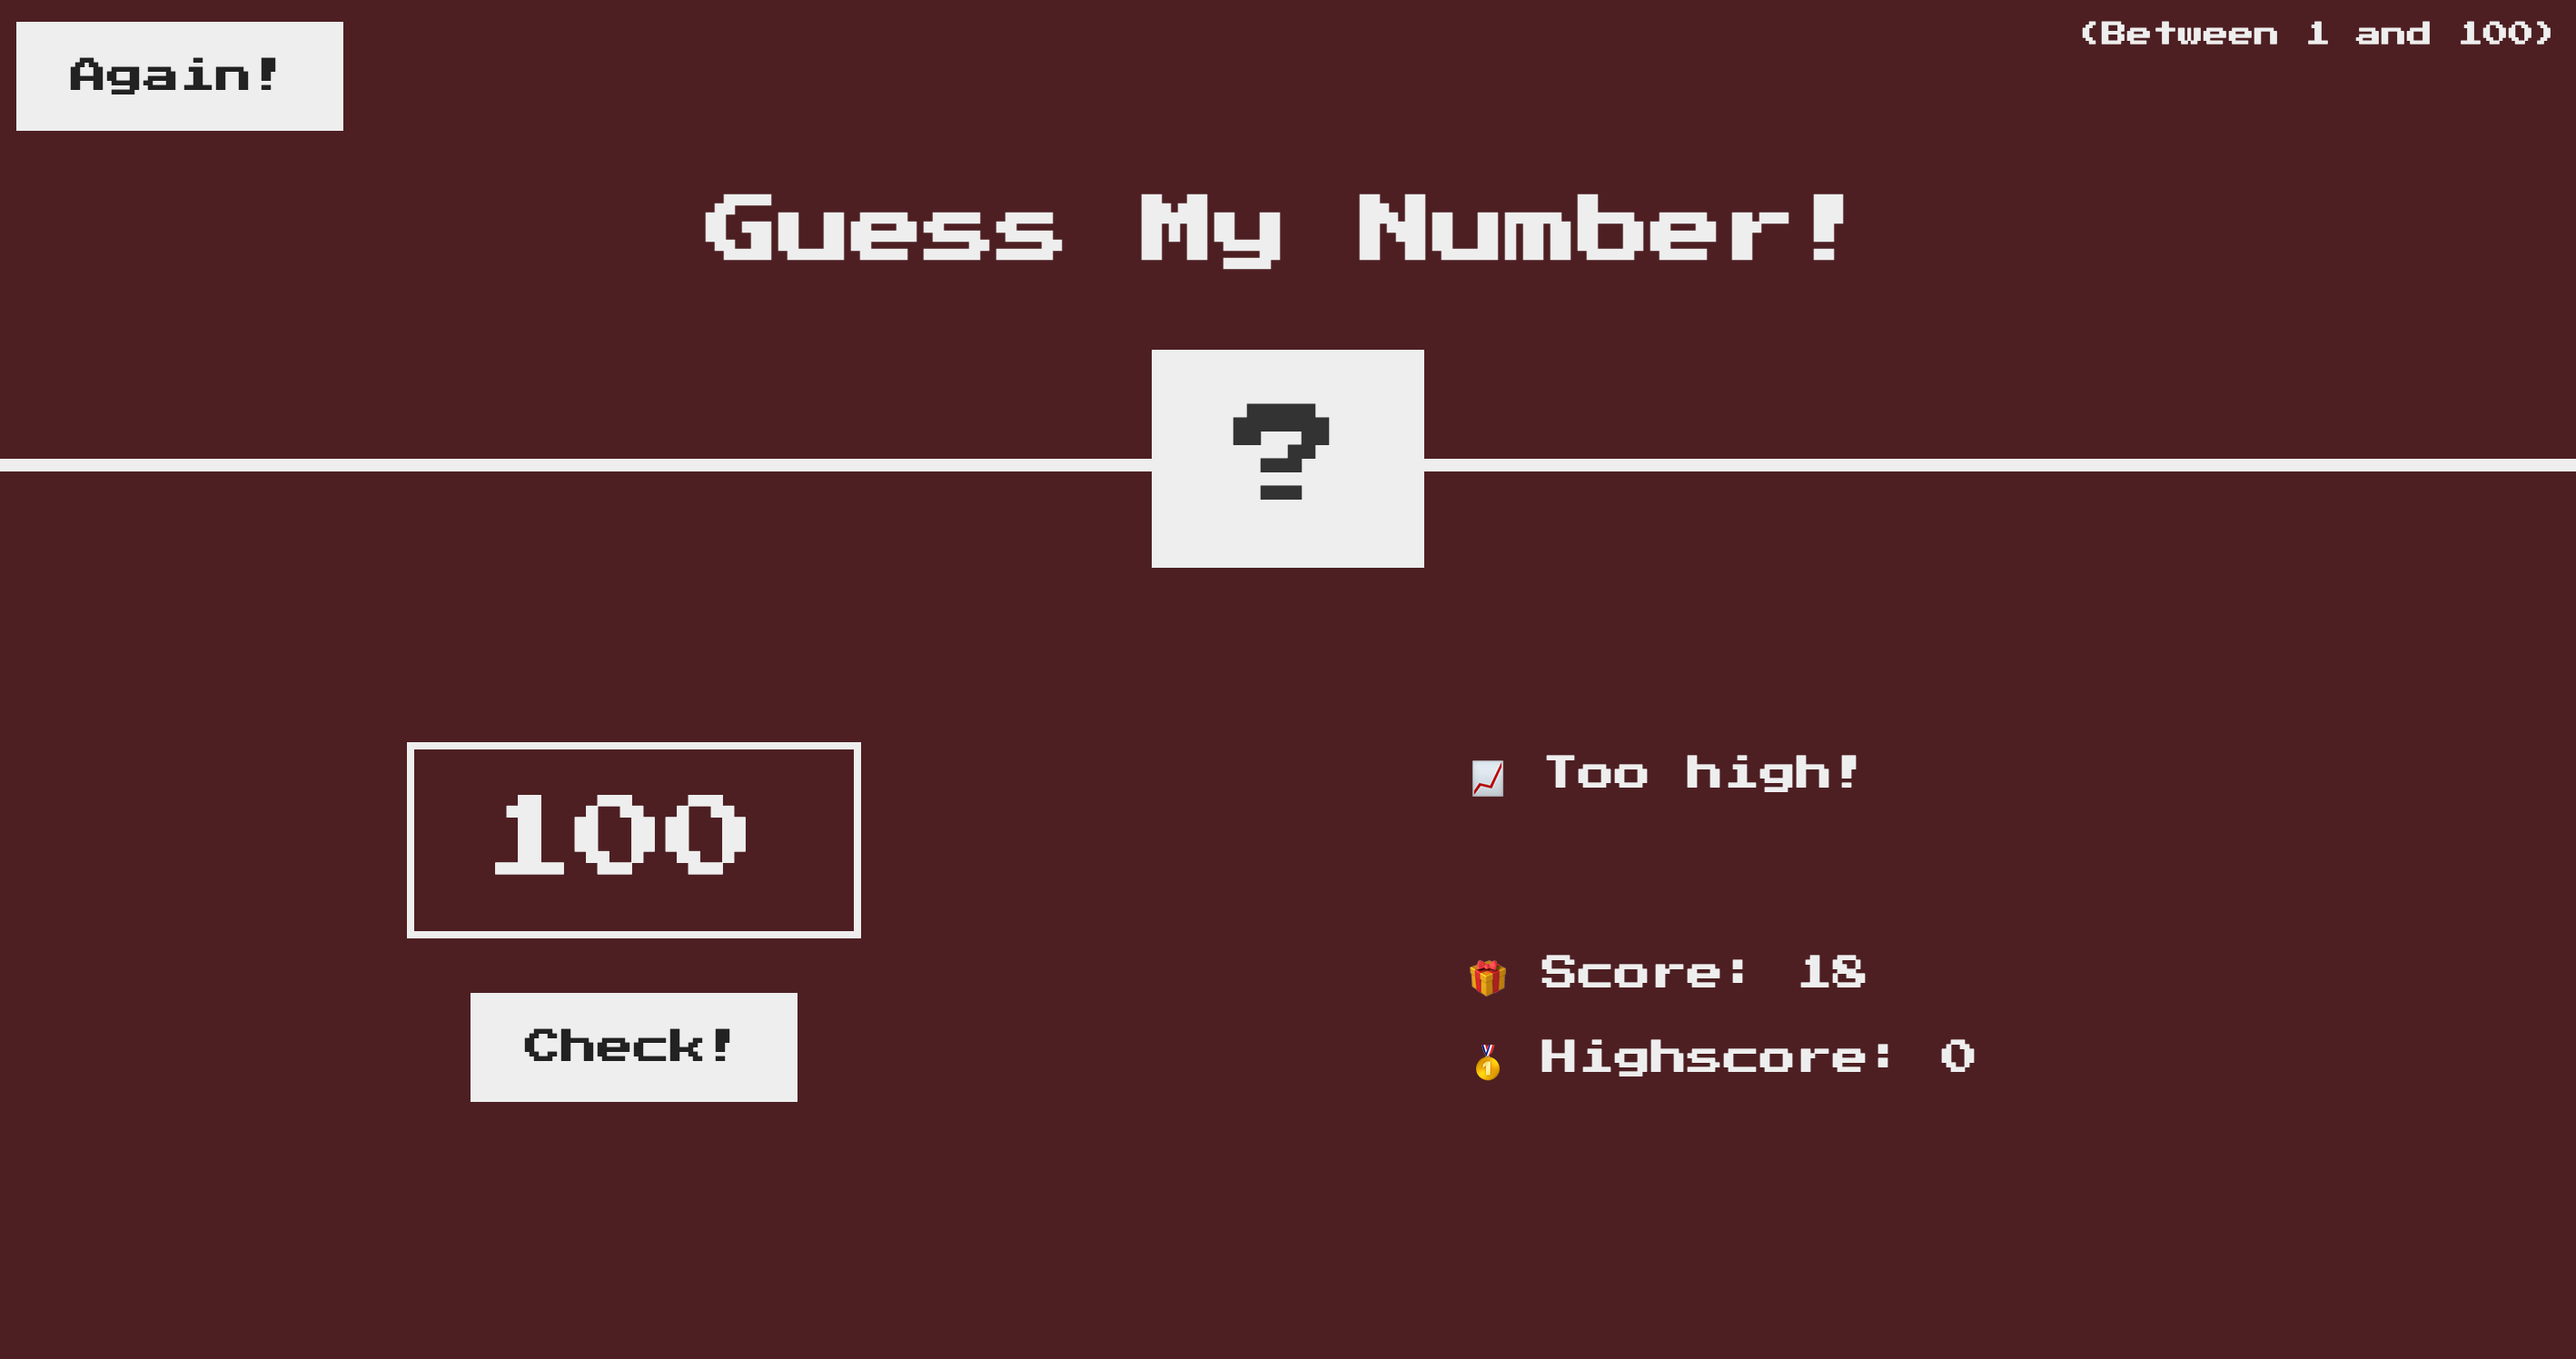 Again!
(Between 1 and 100)
Guess My Number!
?
100
Check!
📈 Too high!
🎁 Score: 18
🥇 Highscore: 0